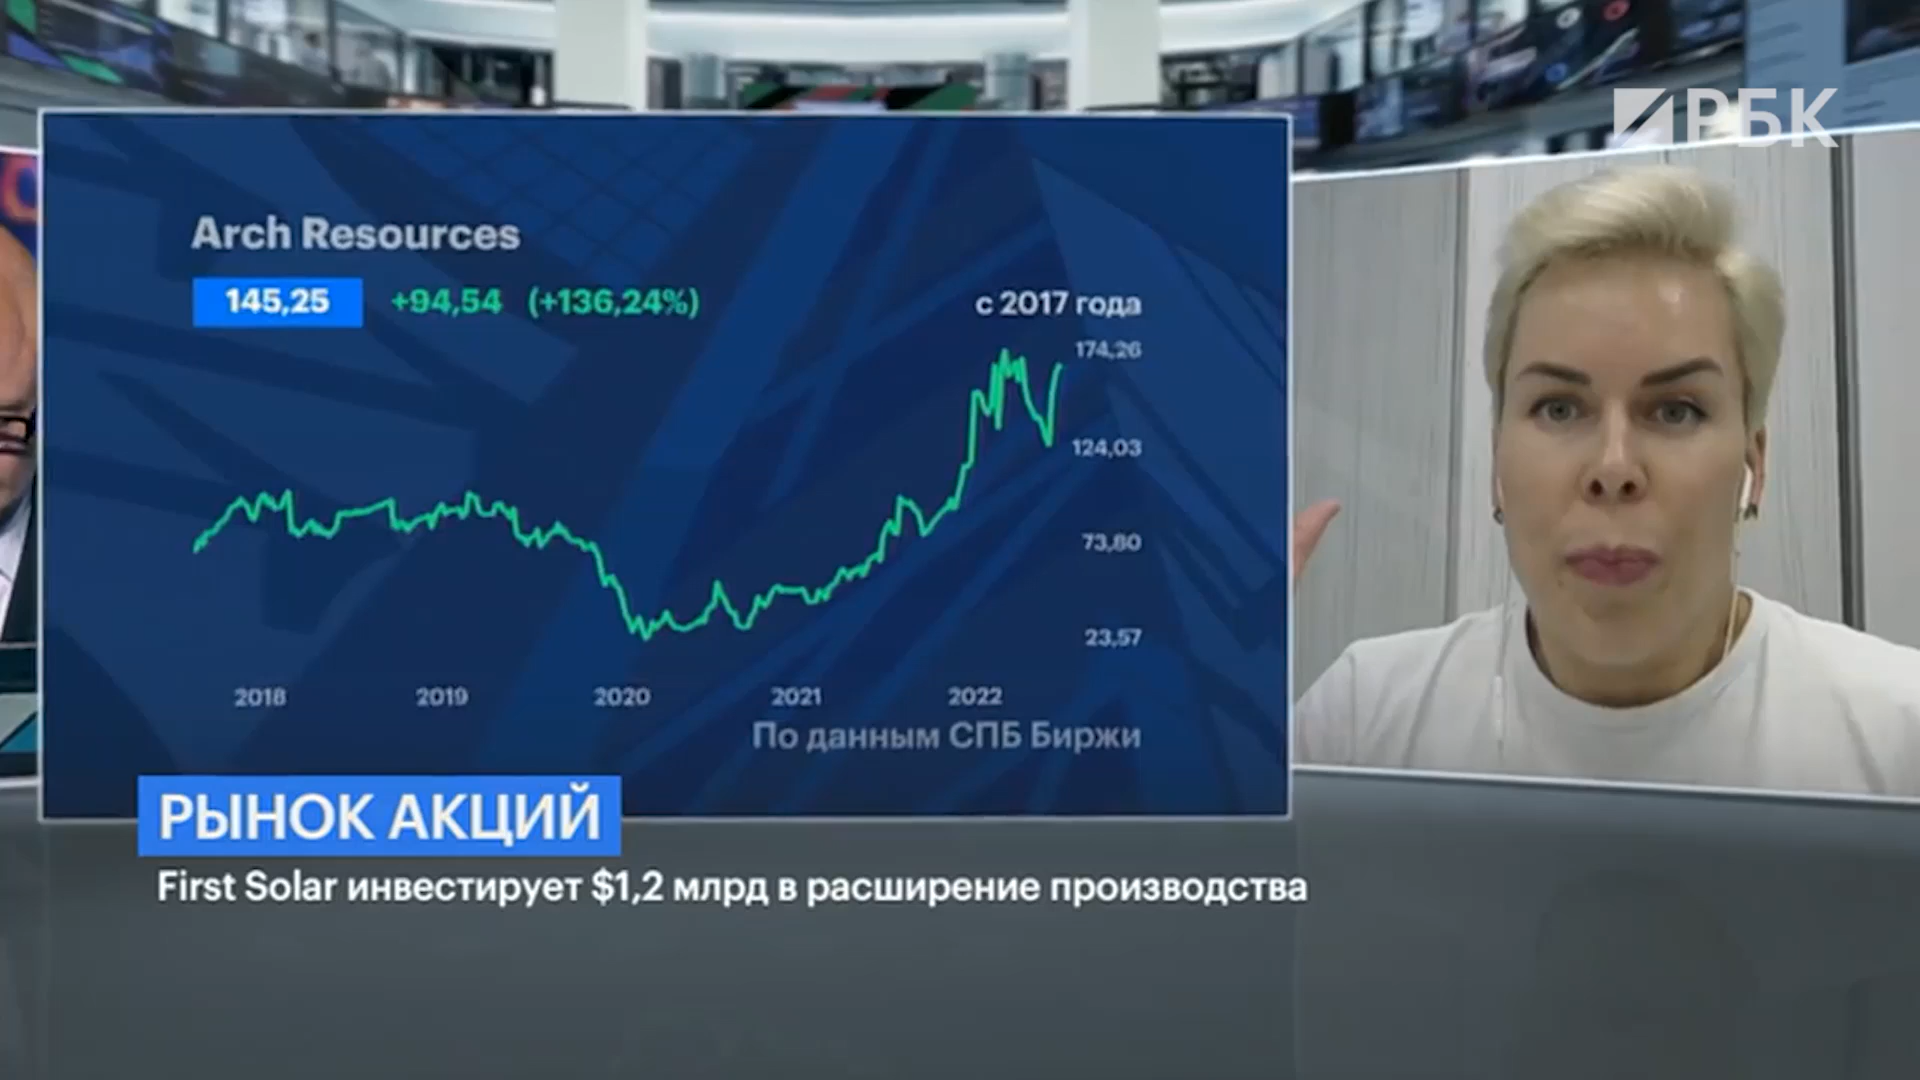 РБК
Arch Resources
145,25 +94,54 (+136,24%)
с 2017 года
174,26
124,03
73,80
23,57
2018 2019 2020 2021 2022
По данным СПБ Биржи
РЫНОК АКЦИЙ
First Solar инвестирует $1,2 млрд в расширение производства